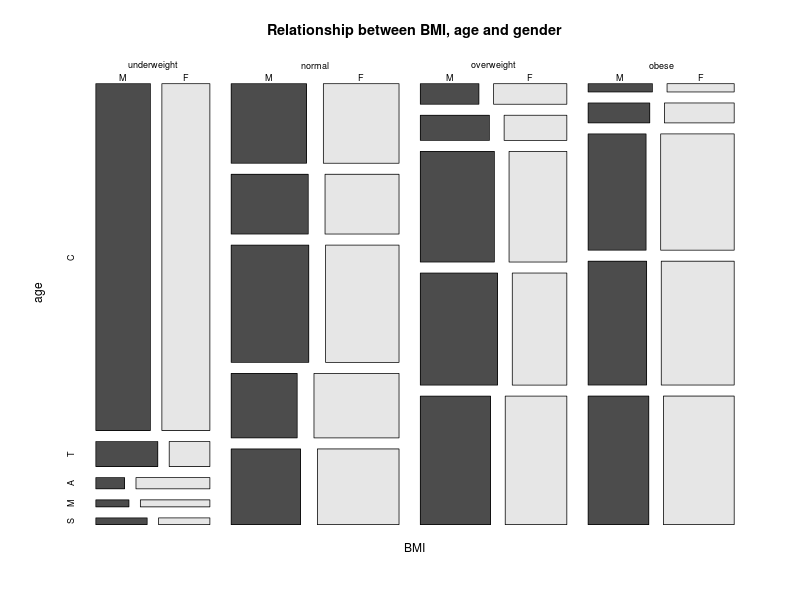 Relationship between BMI, age and gender
underweight normal overweight obese
M F M F M F M F
C
T
A
M
S
age
BMI